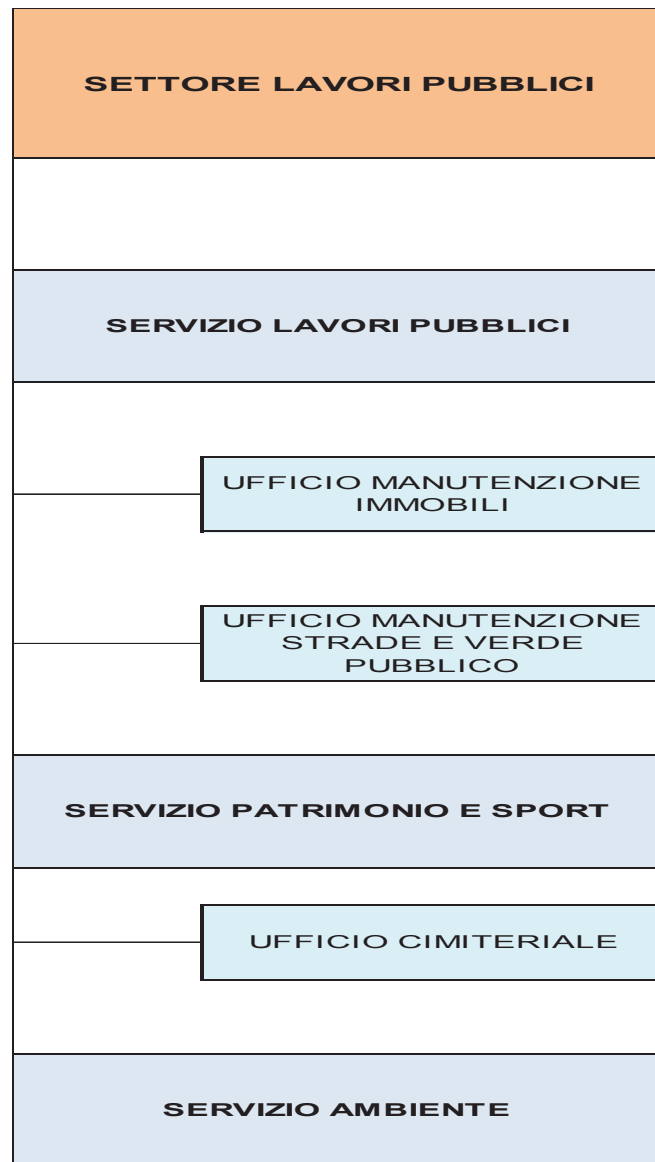 SETTORE LAVORI PUBBLICI
SERVIZIO LAVORI PUBBLICI
UFFICIO MANUTENZIONE
IMMOBILI
UFFICIO MANUTENZIONE
STRADE E VERDE
PUBBLICO
SERVIZIO PATRIMONIO E SPORT
UFFICIO CIMITERIALE
SERVIZIO AMBIENTE